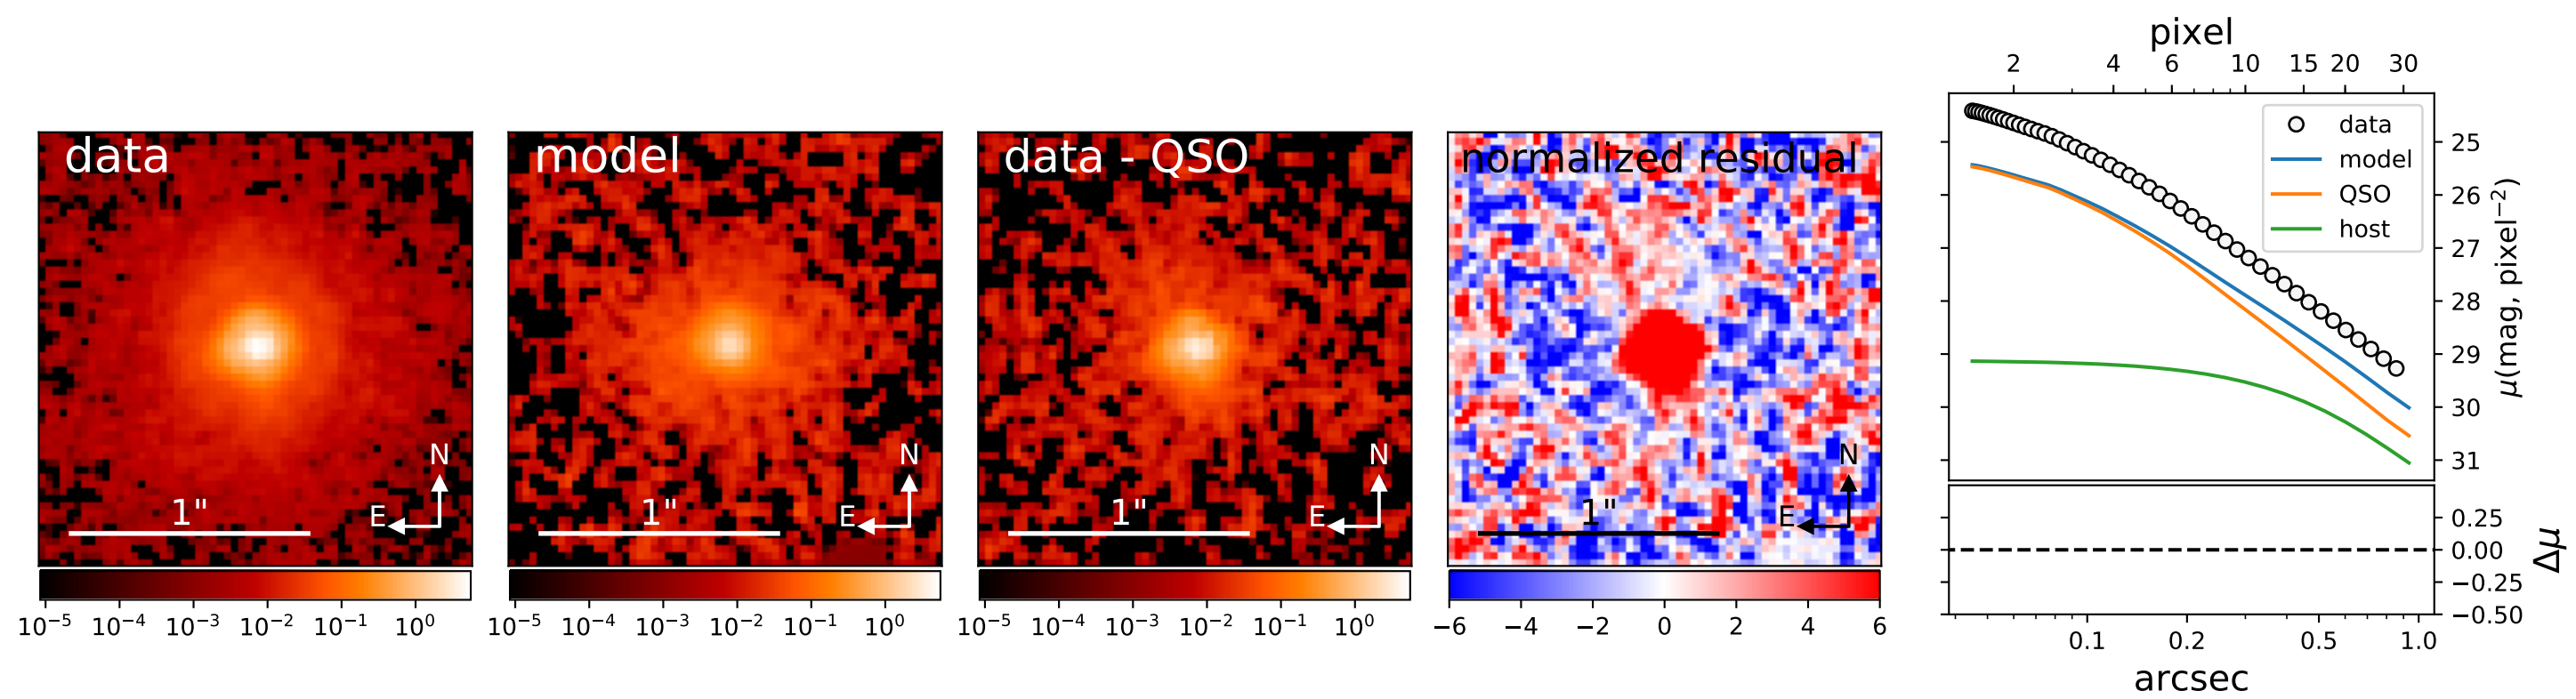 data
1"
N
E
10⁻⁵ 10⁻⁴ 10⁻³ 10⁻² 10⁻¹ 10⁰
model
1"
N
E
10⁻⁵ 10⁻⁴ 10⁻³ 10⁻² 10⁻¹ 10⁰
data - QSO
1"
N
E
10⁻⁵ 10⁻⁴ 10⁻³ 10⁻² 10⁻¹ 10⁰
normalized residual
1"
N
E
−6 −4 −2 0 2 4 6
pixel
2 4 6 10 15 20 30
data
model
QSO
host
25
26
27
28
29
30
31
μ(mag, pixel⁻²)
0.25
0.00
−0.25
−0.50
Δμ
0.1 0.2 0.5 1.0
arcsec